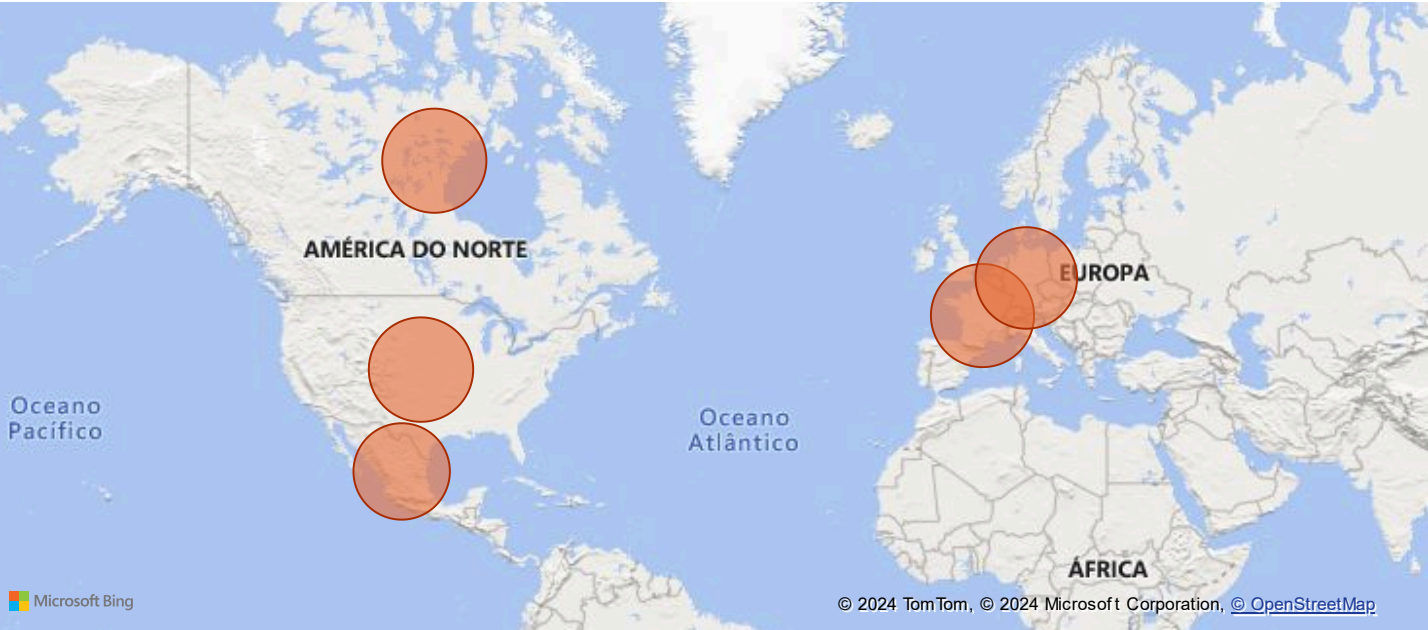 AMÉRICA DO NORTE
EUROPA
Oceano
Pacífico
Oceano
Atlântico
ÁFRICA
Microsoft Bing
© 2024 TomTom, © 2024 Microsoft Corporation, © OpenStreetMap